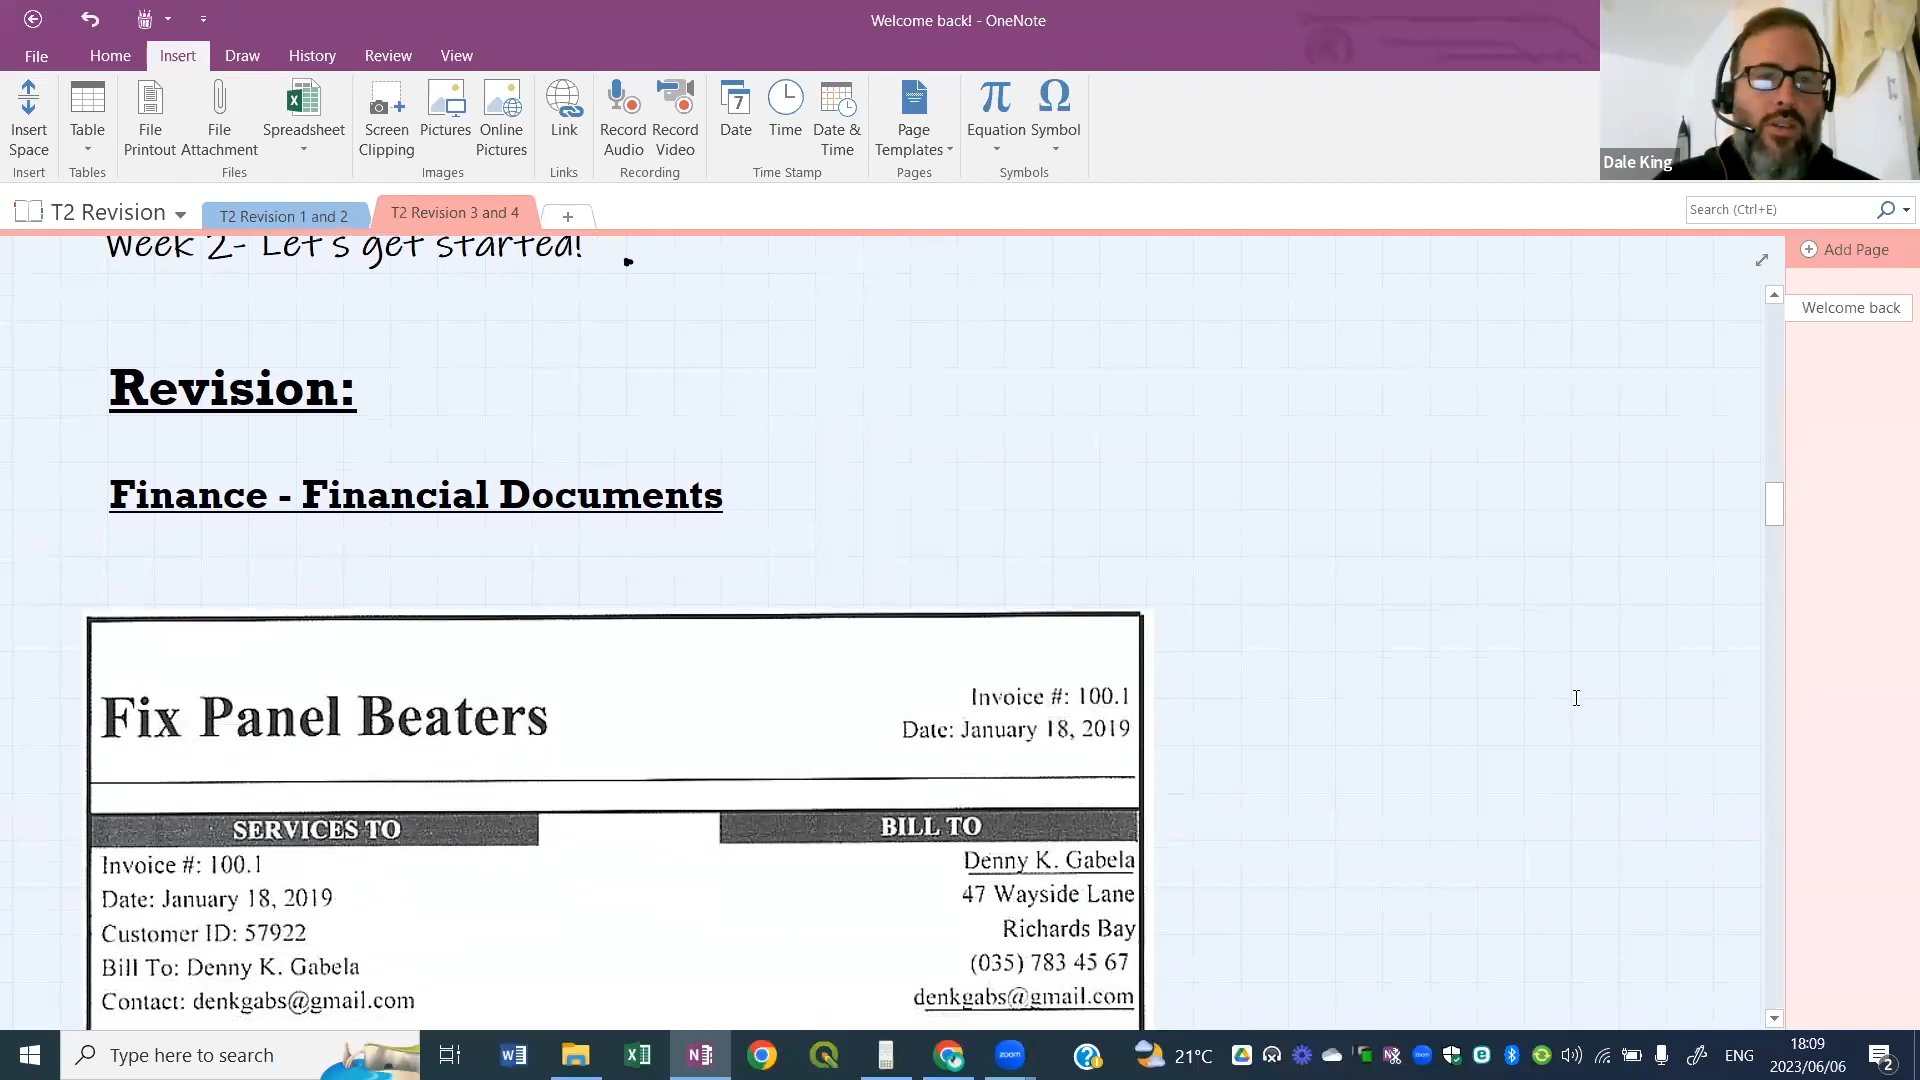 Welcome back! - OneNote
File Home Insert Draw History Review View
Insert Space
Table
File Printout
File Attachment
Spreadsheet
Screen Clipping
Pictures
Online Pictures
Link
Record Audio
Record Video
7
Date
Time
Date & Time
Page Templates
π
Equation
Ω
Symbol
Insert Tables Files Images Links Recording Time Stamp Pages Symbols
Dale King
T2 Revision
T2 Revision 1 and 2
T2 Revision 3 and 4
Search (Ctrl+E)
Add Page
Welcome back
Week 2- Let's get started!
Revision:
Finance - Financial Documents
Fix Panel Beaters
Invoice #: 100.1
Date: January 18, 2019
SERVICES TO
Invoice #: 100.1
Date: January 18, 2019
Customer ID: 57922
Bill To: Denny K. Gabela
Contact: denkgabs@gmail.com
BILL TO
Denny K. Gabela
47 Wayside Lane
Richards Bay
(035) 783 45 67
denkgabs@gmail.com
Type here to search
zoom
21°C
ENG
18:09
2023/06/06
2